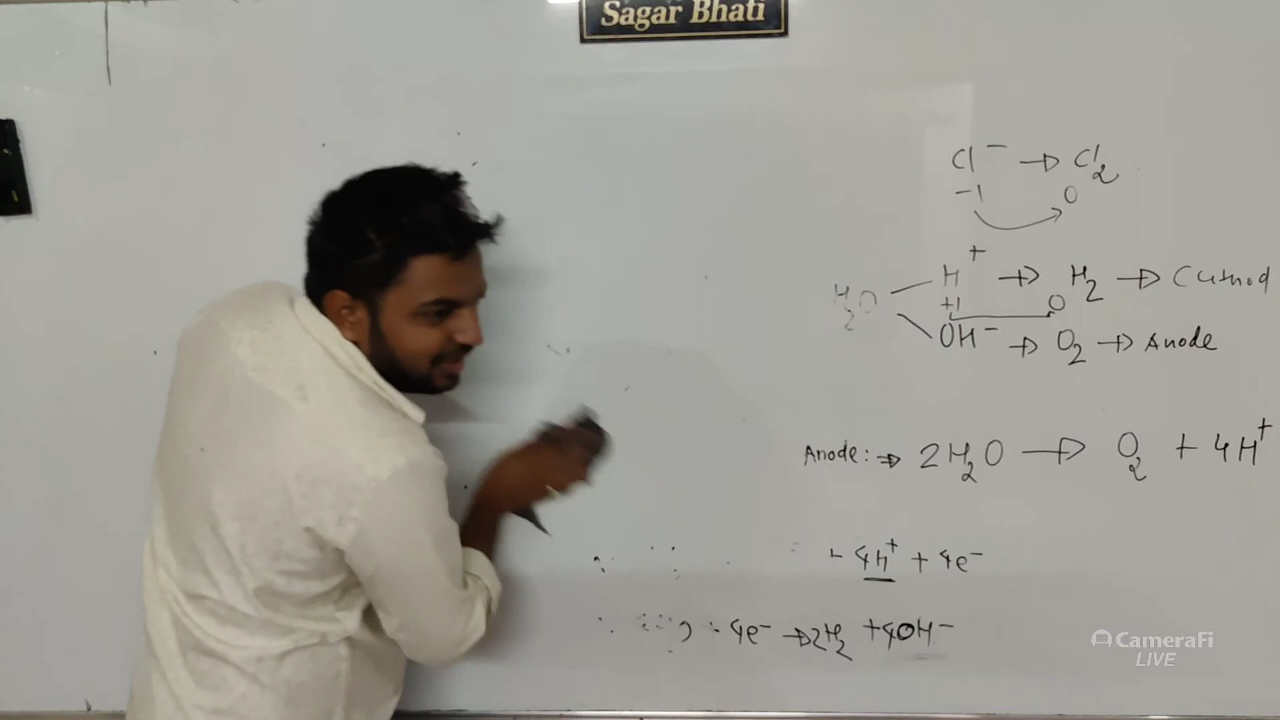 Sagar Bhati
Cl⁻ → Cl₂
-1 0
H⁺ → H₂ → Cathod
H₂O +1 0
OH⁻ → O₂ → Anode
Anode: → 2H₂O → O₂ + 4H⁺
4H⁺ + 4e⁻
4e⁻ → 2H₂ + 4OH⁻
CameraFi
LIVE